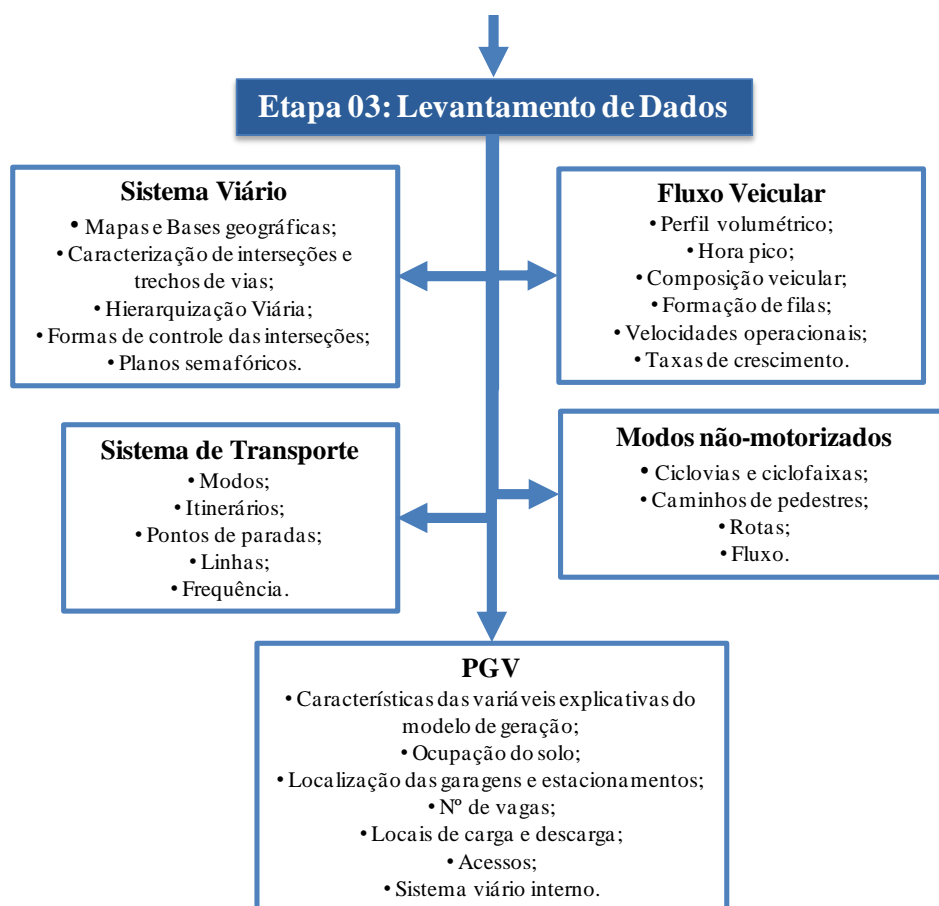 Etapa 03: Levantamento de Dados
Sistema Viário
• Mapas e Bases geográficas;
• Caracterização de interseções e
trechos de vias;
• Hierarquização Viária;
• Formas de controle das interseções;
• Planos semafóricos.
Fluxo Veicular
• Perfil volumétrico;
• Hora pico;
• Composição veicular;
• Formação de filas;
• Velocidades operacionais;
• Taxas de crescimento.
Sistema de Transporte
• Modos;
• Itinerários;
• Pontos de paradas;
• Linhas;
• Frequência.
Modos não-motorizados
• Ciclovias e ciclofaixas;
• Caminhos de pedestres;
• Rotas;
• Fluxo.
PGV
• Características das variáveis explicativas do
modelo de geração;
• Ocupação do solo;
• Localização das garagens e estacionamentos;
• Nº de vagas;
• Locais de carga e descarga;
• Acessos;
• Sistema viário interno.